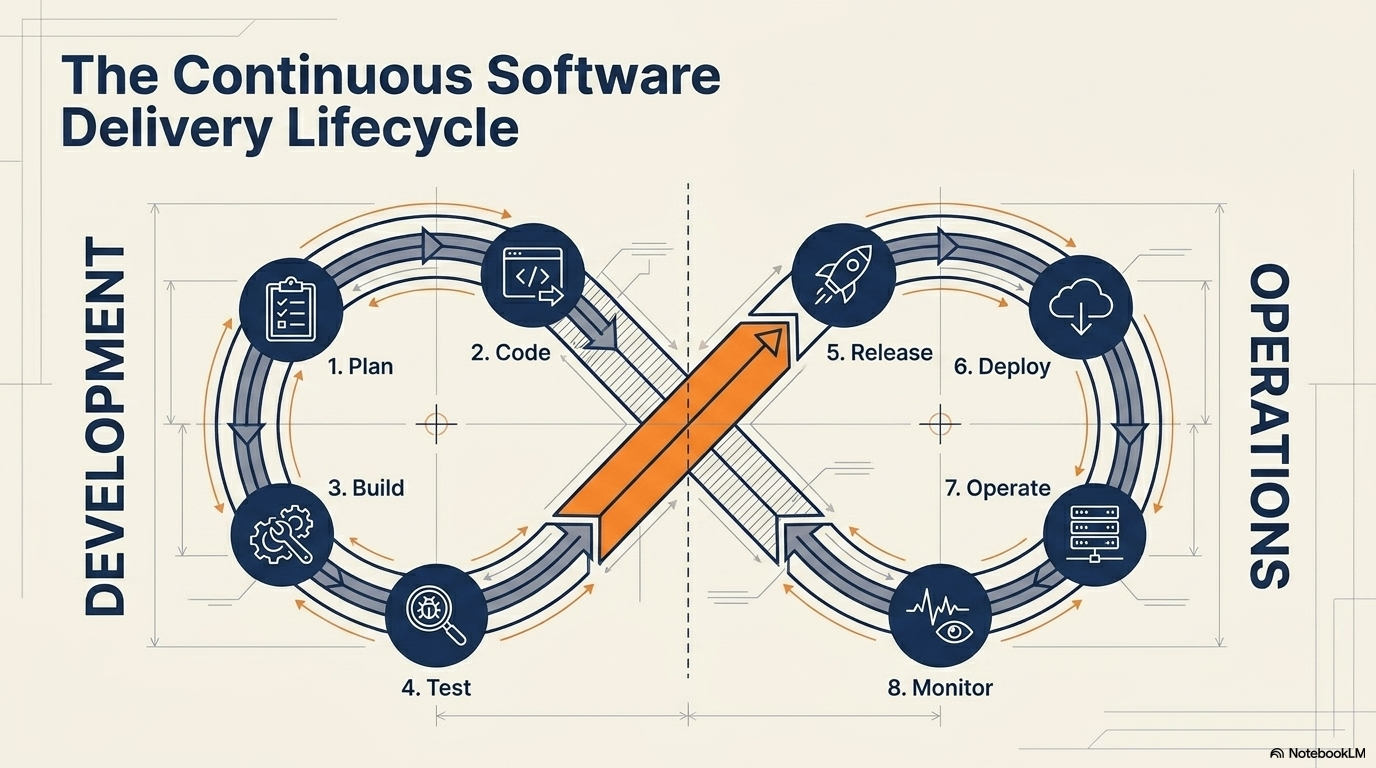 The Continuous Software
Delivery Lifecycle
DEVELOPMENT
1. Plan
2. Code
</>
3. Build
4. Test
5. Release
6. Deploy
7. Operate
8. Monitor
OPERATIONS
NotebookLM